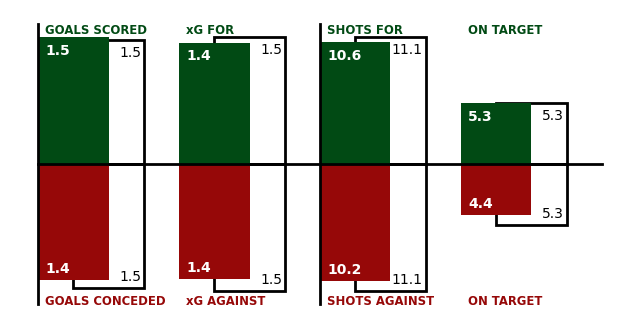 GOALS SCORED xG FOR SHOTS FOR ON TARGET
1.5 1.5 1.4 1.5 10.6 11.1 5.3 5.3
1.4 1.5 1.4 1.5 10.2 11.1 4.4 5.3
GOALS CONCEDED xG AGAINST SHOTS AGAINST ON TARGET